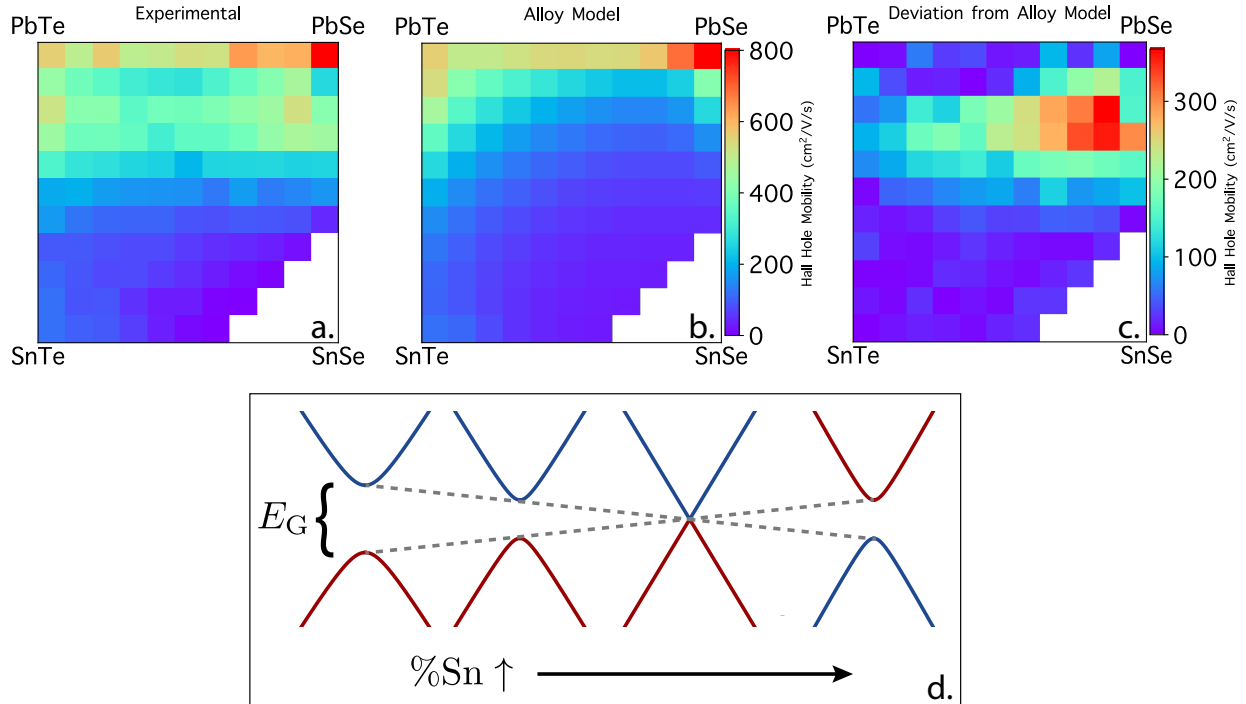 Experimental
Alloy Model
Deviation from Alloy Model
PbTe
PbSe
PbTe
PbSe
PbTe
PbSe
a.
b.
c.
SnTe
SnSe
SnTe
SnSe
SnTe
SnSe
800
600
400
200
0
Hall Hole Mobility (cm²/V/s)
300
200
100
0
Hall Hole Mobility (cm²/V/s)
E_G
%Sn ↑
d.